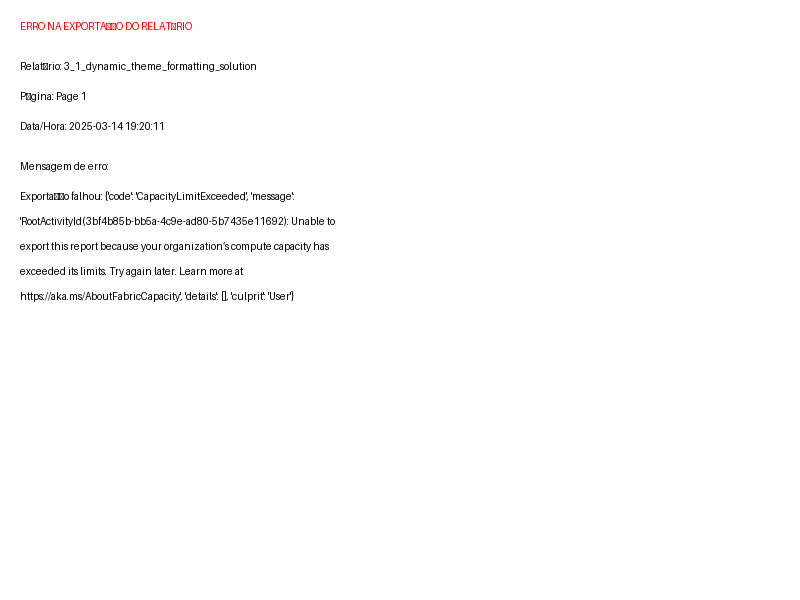 ERRO NA EXPORTA▯▯O DO RELAT▯RIO
Relat▯rio: 3_1_dynamic_theme_formatting_solution
P▯gina: Page 1
Data/Hora: 2025-03-14 19:20:11
Mensagem de erro:
Exporta▯▯o falhou: {'code': 'CapacityLimitExceeded', 'message':
'RootActivityId(3bf4b85b-bb5a-4c9e-ad80-5b7435e11692): Unable to
export this report because your organization’s compute capacity has
exceeded its limits. Try again later. Learn more at
https://aka.ms/AboutFabricCapacity', 'details': [], 'culprit': 'User'}